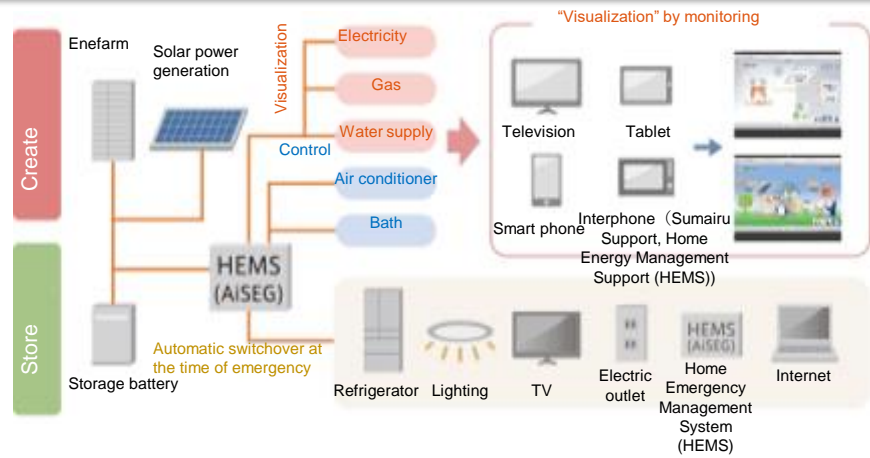 "Visualization" by monitoring
Create
Enefarm
Solar power
generation
Visualization
Electricity
Gas
Water supply
Control
Air conditioner
Bath
Television
Tablet
Smart phone
Interphone（Sumairu
Support, Home
Energy Management
Support (HEMS))
Store
HEMS
(AiSEG)
Storage battery
Automatic switchover at
the time of emergency
Refrigerator
Lighting
TV
Electric
outlet
HEMS
(AiSEG)
Home
Emergency
Management
System
(HEMS)
Internet